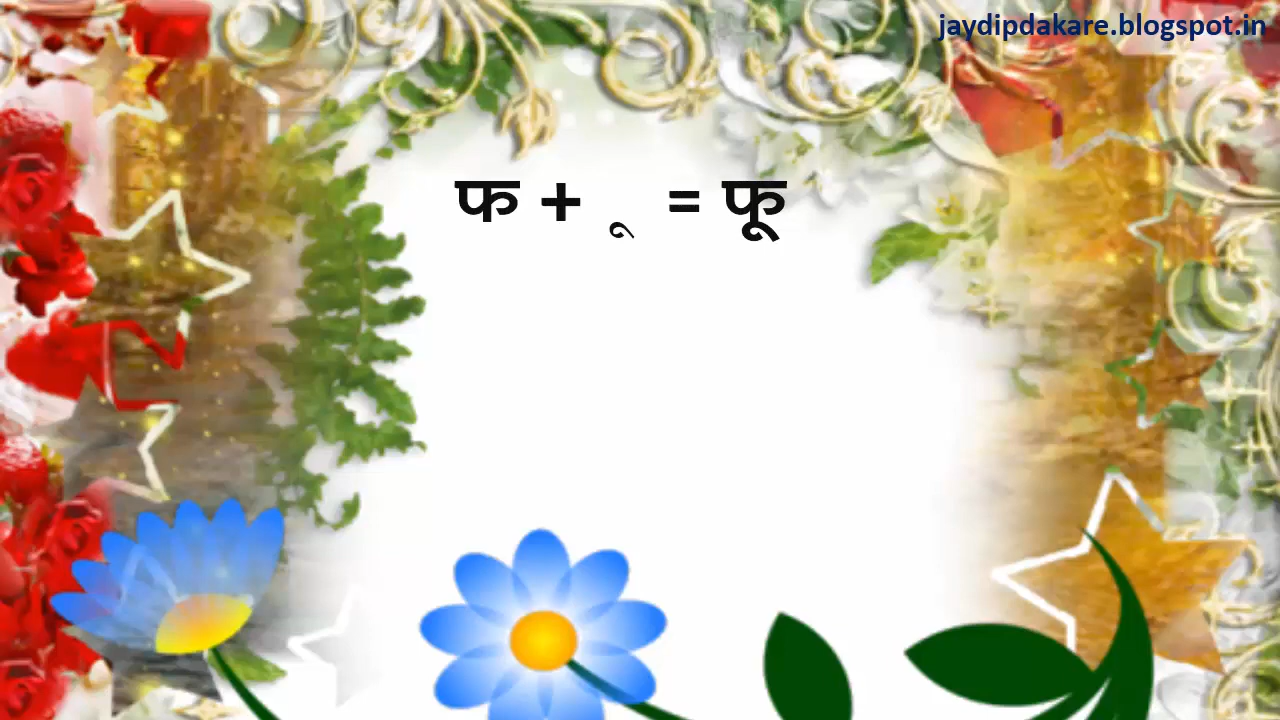 jaydipdakare.blogspot.in
फ + ू = फू